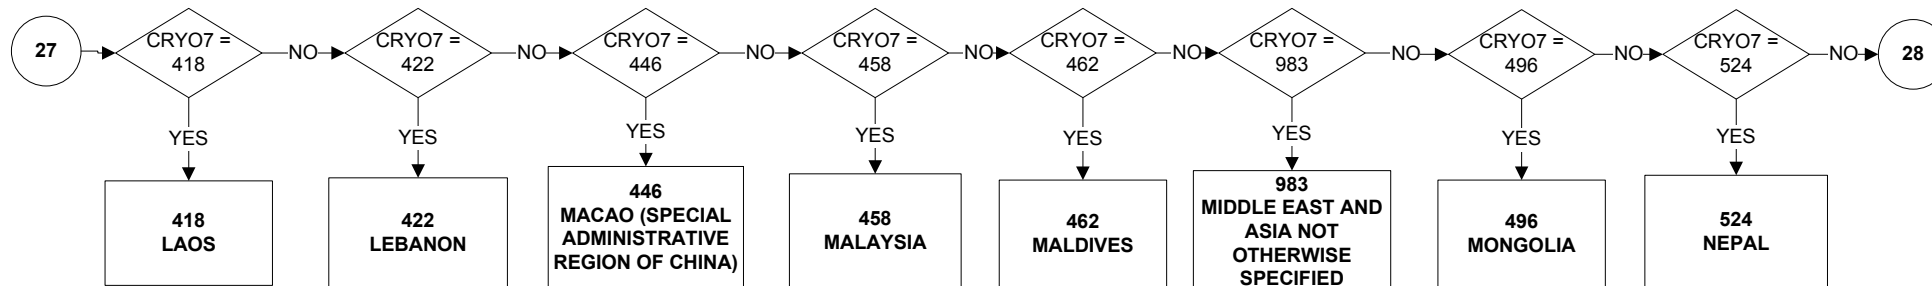 27
CRYO7 =
418
NO
CRYO7 =
422
NO
CRYO7 =
446
NO
CRYO7 =
458
NO
CRYO7 =
462
NO
CRYO7 =
983
NO
CRYO7 =
496
NO
CRYO7 =
524
NO
28
YES
YES
YES
YES
YES
YES
YES
YES
418
LAOS
422
LEBANON
446
MACAO (SPECIAL
ADMINISTRATIVE
REGION OF CHINA)
458
MALAYSIA
462
MALDIVES
983
MIDDLE EAST AND
ASIA NOT
OTHERWISE
SPECIFIED
496
MONGOLIA
524
NEPAL